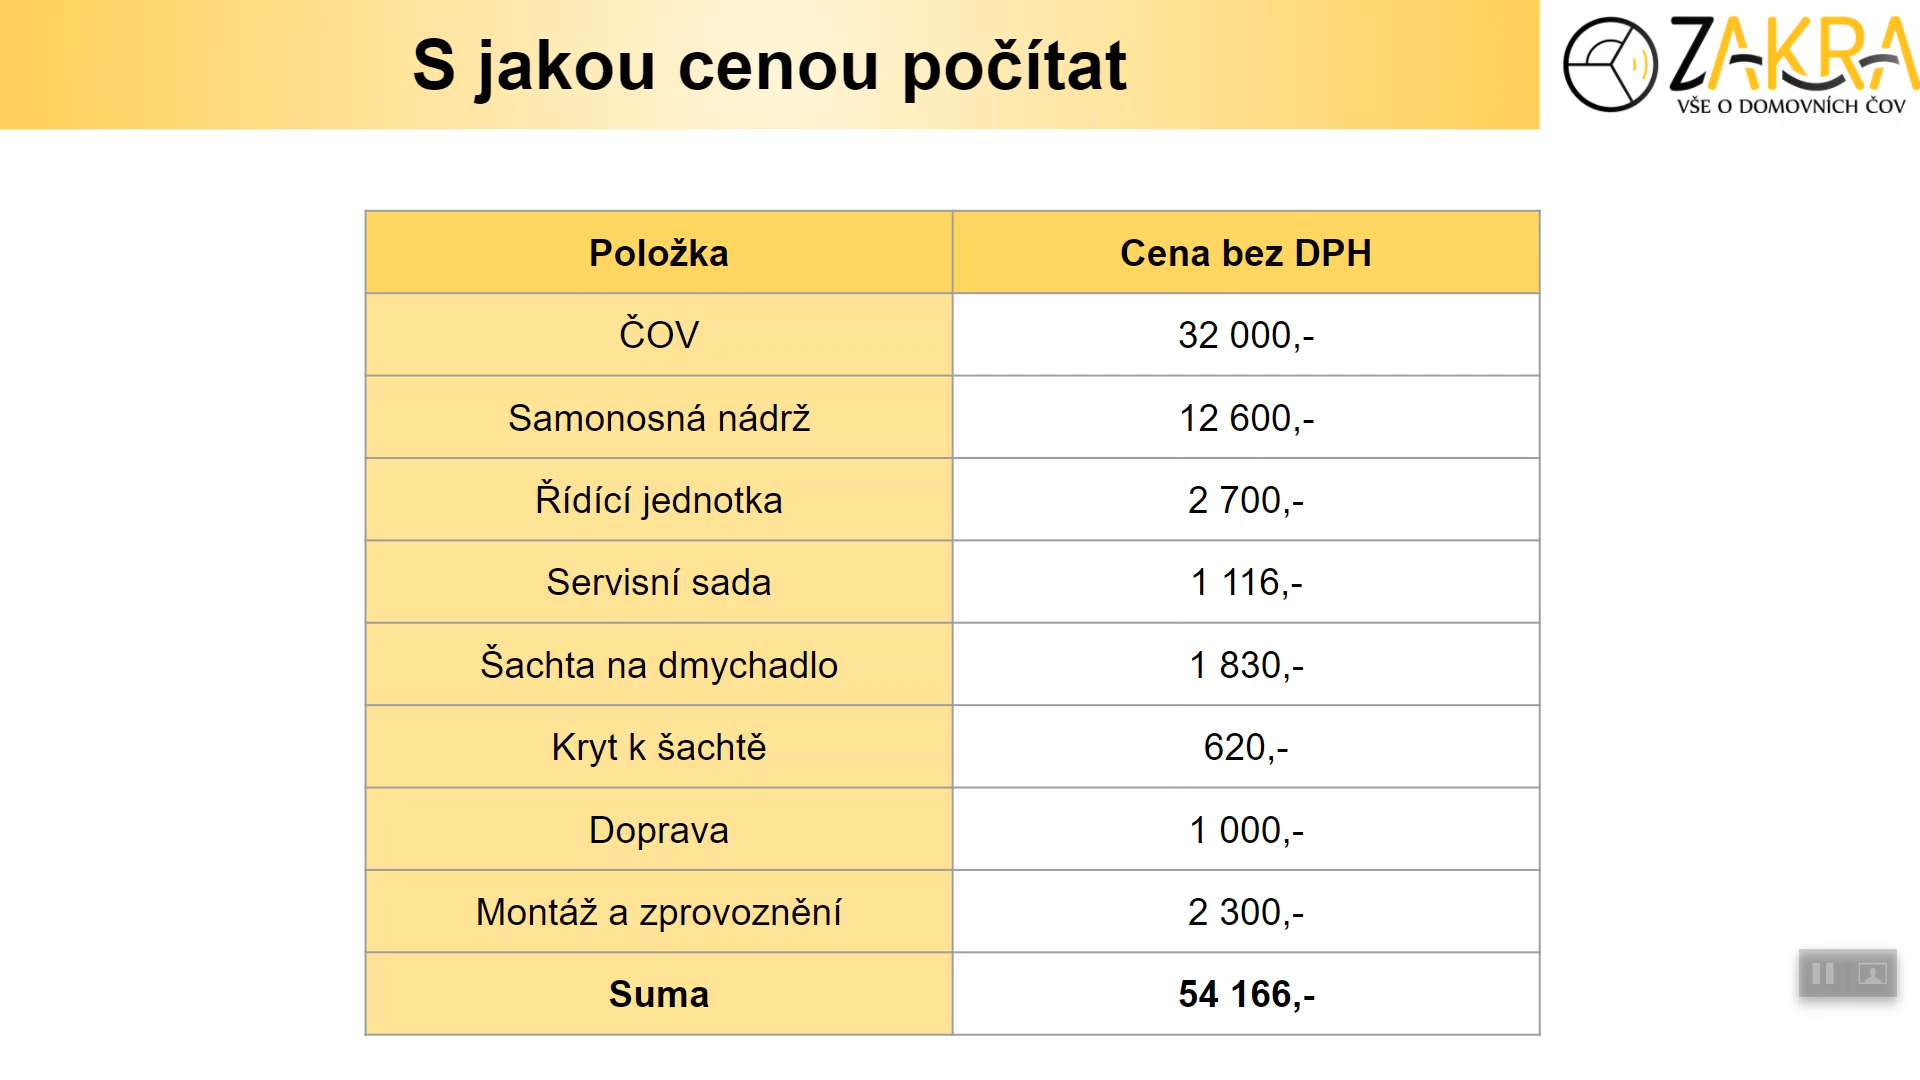 S jakou cenou počítat
ZAKRA
VŠE O DOMOVNÍCH ČOV
Položka Cena bez DPH
ČOV 32 000,-
Samonosná nádrž 12 600,-
Řídící jednotka 2 700,-
Servisní sada 1 116,-
Šachta na dmychadlo 1 830,-
Kryt k šachtě 620,-
Doprava 1 000,-
Montáž a zprovoznění 2 300,-
Suma 54 166,-